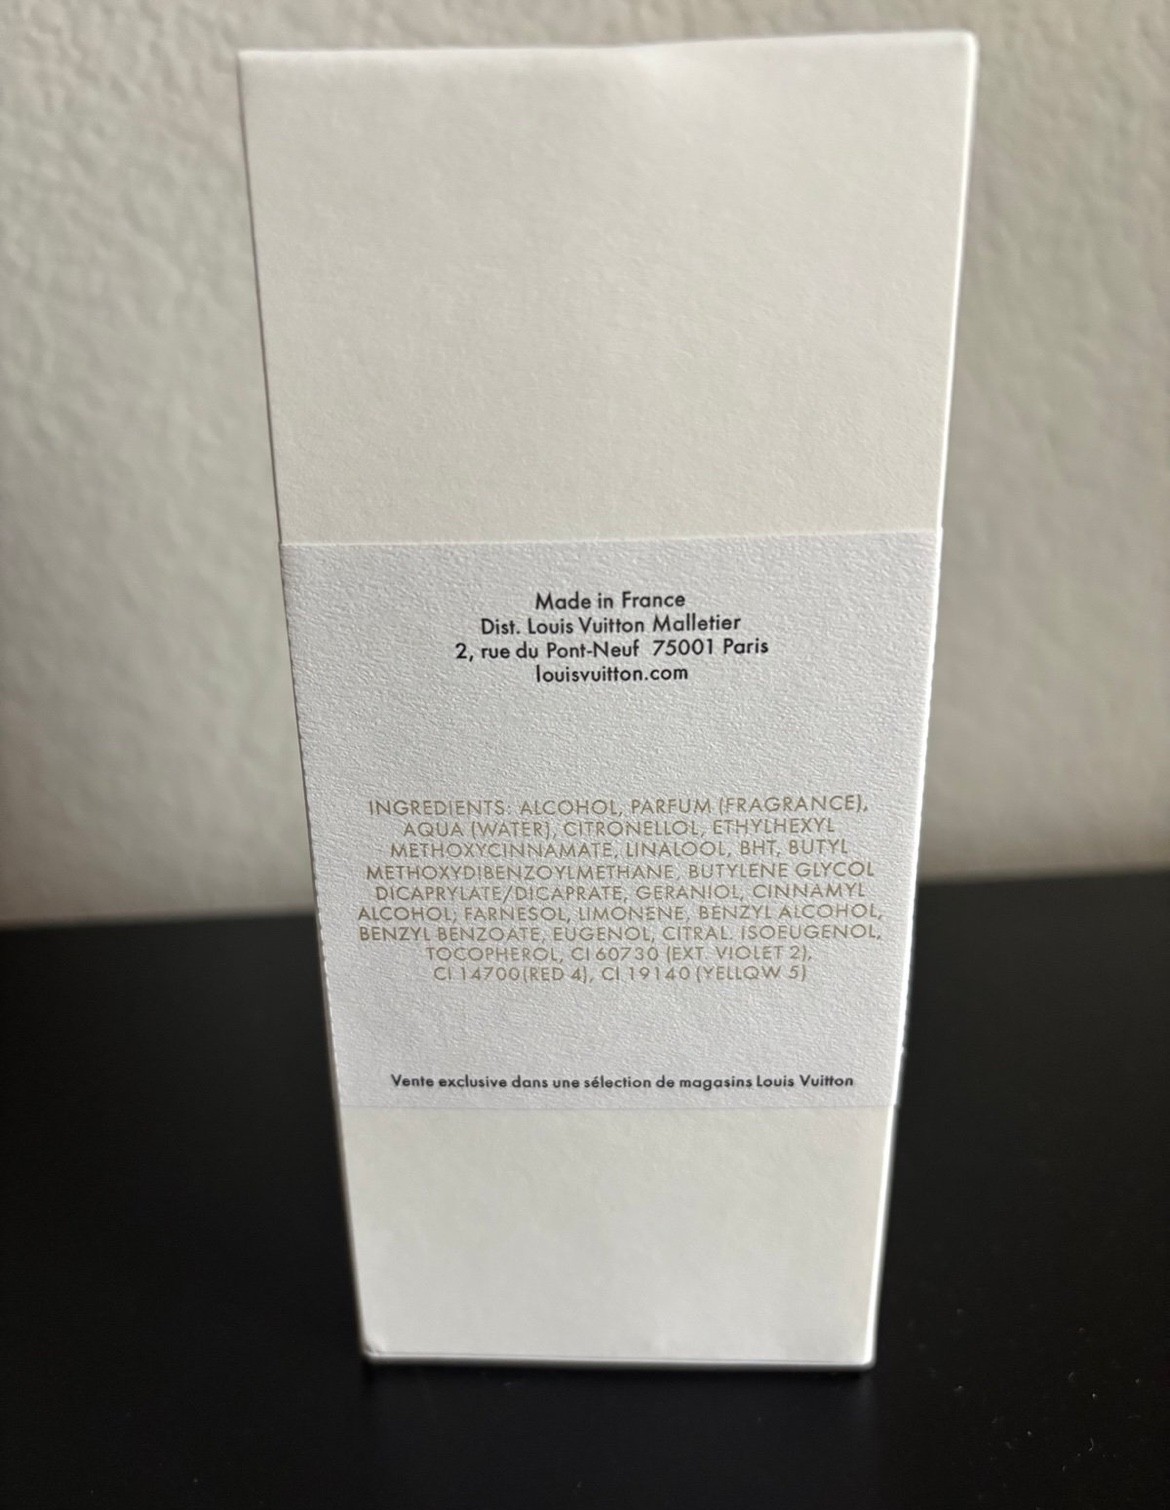 Made in France
Dist. Louis Vuitton Malletier
2, rue du Pont-Neuf 75001 Paris
louisvuitton.com
INGREDIENTS: ALCOHOL, PARFUM (FRAGRANCE),
AQUA (WATER), CITRONELLOL, ETHYLHEXYL
METHOXYCINNAMATE, LINALOOL, BHT, BUTYL
METHOXYDIBENZOYLMETHANE, BUTYLENE GLYCOL
DICAPRYLATE/DICAPRATE, GERANIOL, CINNAMYL
ALCOHOL, FARNESOL, LIMONENE, BENZYL ALCOHOL,
BENZYL BENZOATE, EUGENOL, CITRAL. ISOEUGENOL,
TOCOPHEROL, CI 60730 (EXT. VIOLET 2),
CI 14700(RED 4), CI 19140 (YELLOW 5)
Vente exclusive dans une sélection de magasins Louis Vuitton